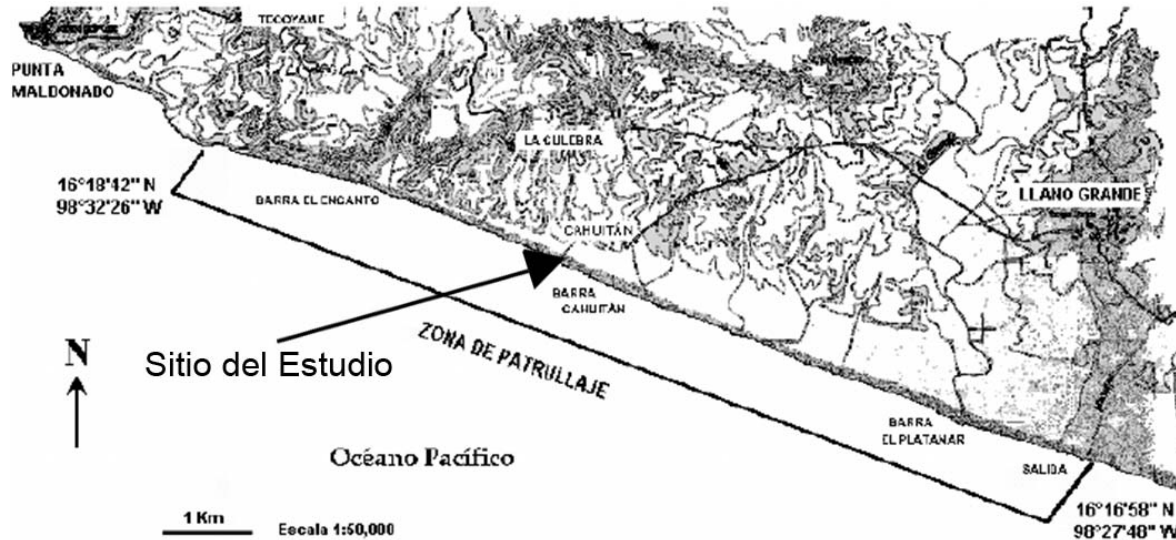 TECOYAME
PUNTA
MALDONADO
LA CULEBRA
16°18'42" N
98°32'26" W
BARRA EL ENCANTO
LLANO GRANDE
CAHUITÁN
BARRA
CAHUITÁN
ZONA DE PATRULLAJE
Sitio del Estudio
N
BARRA
EL PLATANAR
Océano Pacífico
SALIDA
1 Km
Escala 1:50,000
16°16'58" N
98°27'48" W